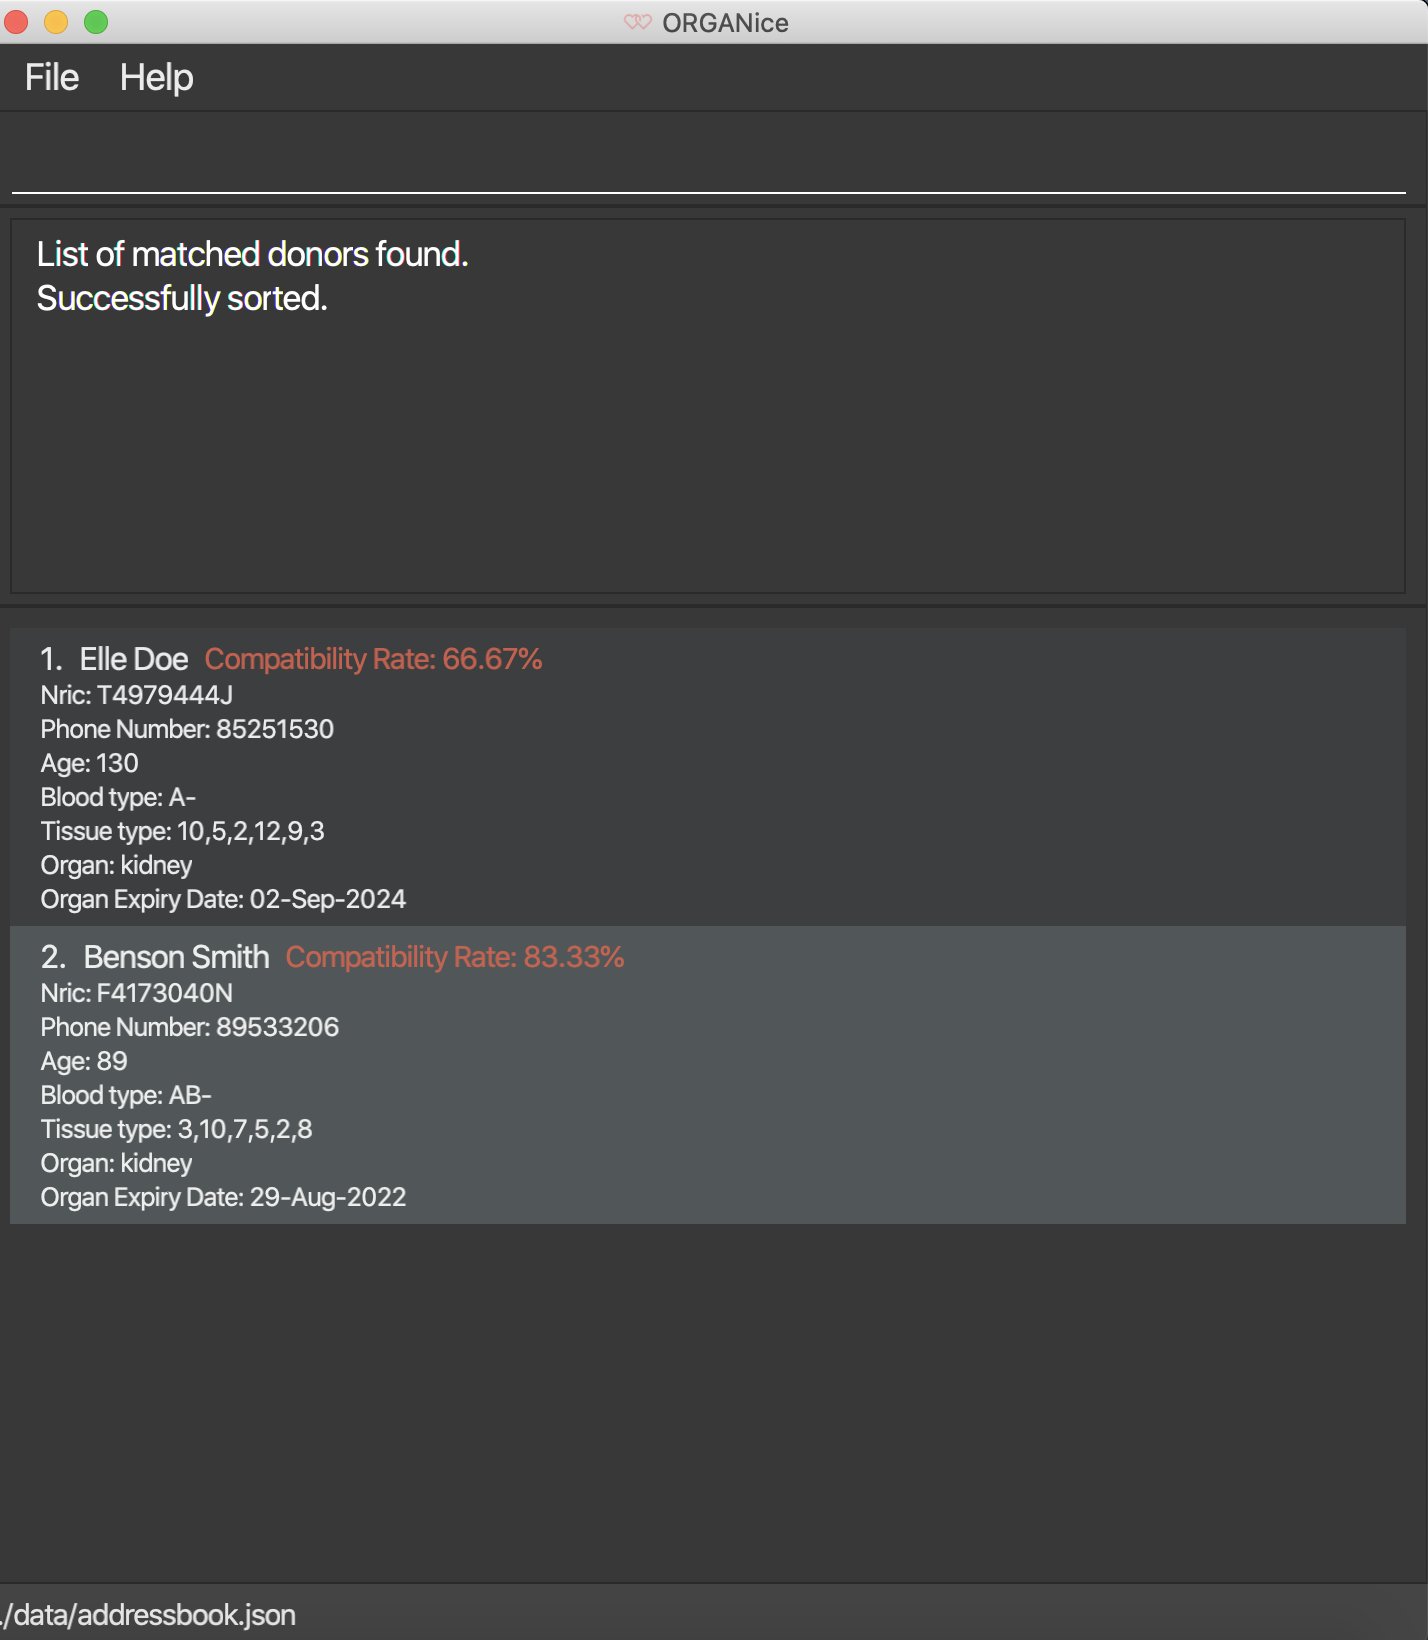 ORGANice
File Help
List of matched donors found.
Successfully sorted.
1. Elle Doe Compatibility Rate: 66.67%
Nric: T4979444J
Phone Number: 85251530
Age: 130
Blood type: A-
Tissue type: 10,5,2,12,9,3
Organ: kidney
Organ Expiry Date: 02-Sep-2024
2. Benson Smith Compatibility Rate: 83.33%
Nric: F4173040N
Phone Number: 89533206
Age: 89
Blood type: AB-
Tissue type: 3,10,7,5,2,8
Organ: kidney
Organ Expiry Date: 29-Aug-2022
./data/addressbook.json